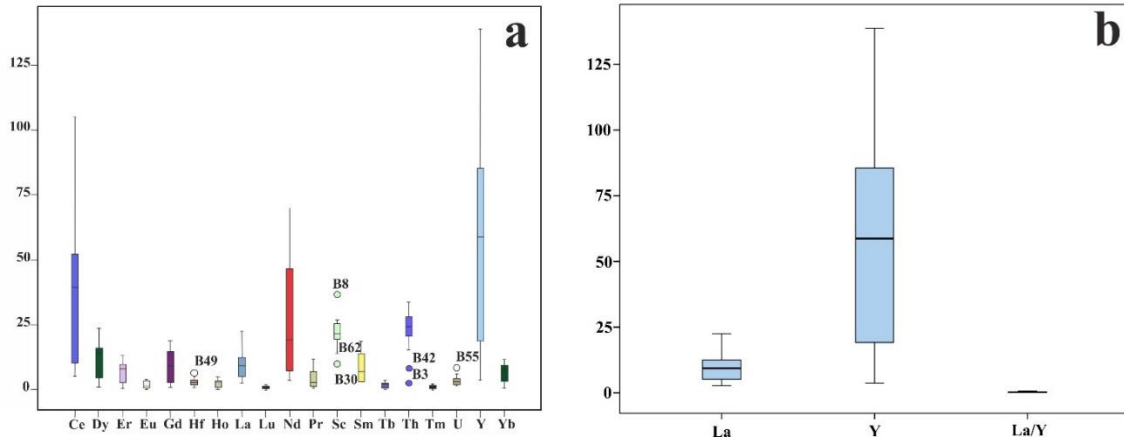 a
125
100
75
50
25
0
B49
B8
B62
B30
B42
B3
B55
Ce Dy Er Eu Gd Hf Ho La Lu Nd Pr Sc Sm Tb Th Tm U Y Yb
b
125
100
75
50
25
0
La Y La/Y